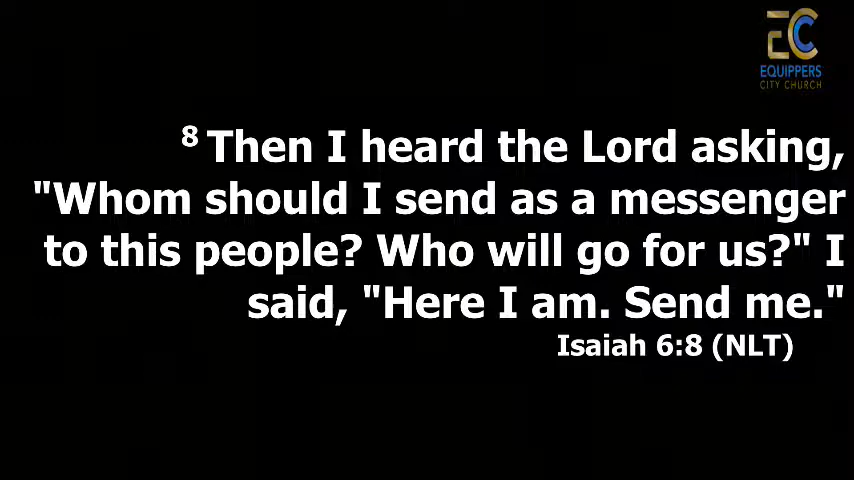 EC
EQUIPPERS
CITY CHURCH
8 Then I heard the Lord asking,
"Whom should I send as a messenger
to this people? Who will go for us?" I
said, "Here I am. Send me."
Isaiah 6:8 (NLT)